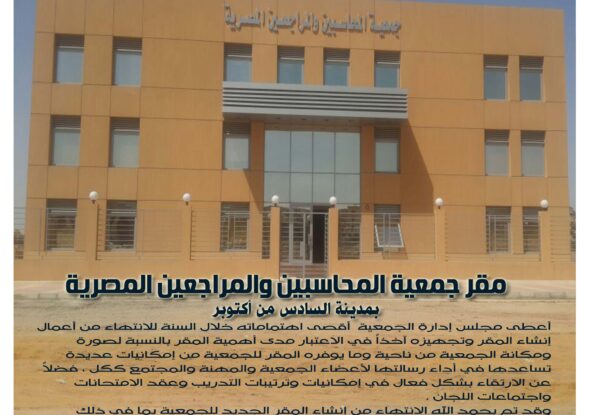 جمعية المحاسبين والمراجعين المصرية
مقر جمعية المحاسبين والمراجعين المصرية
بمدينة السادس من أكتوبر
أعطى مجلس إدارة الجمعية أقصى اهتماماته خلال السنة للانتهاء من أعمال
إنشاء المقر وتجهيزه آخذاً في الإعتبار مدى أهمية المقر بالنسبة لصورة
ومكانة الجمعية من ناحية وما يوفره المقر للجمعية من إمكانيات عديدة
تساعدها في أداء رسالتها لأعضاء الجمعية والمهنة والمجتمع ككل ، فضلاً
عن الارتقاء بشكل فعال في إمكانيات وترتيبات التدريب وعقد الامتحانات
واجتماعات اللجان .
وقد تم بحمد الله الانتهاء من إنشاء المقر الجديد للجمعية بما في ذلك